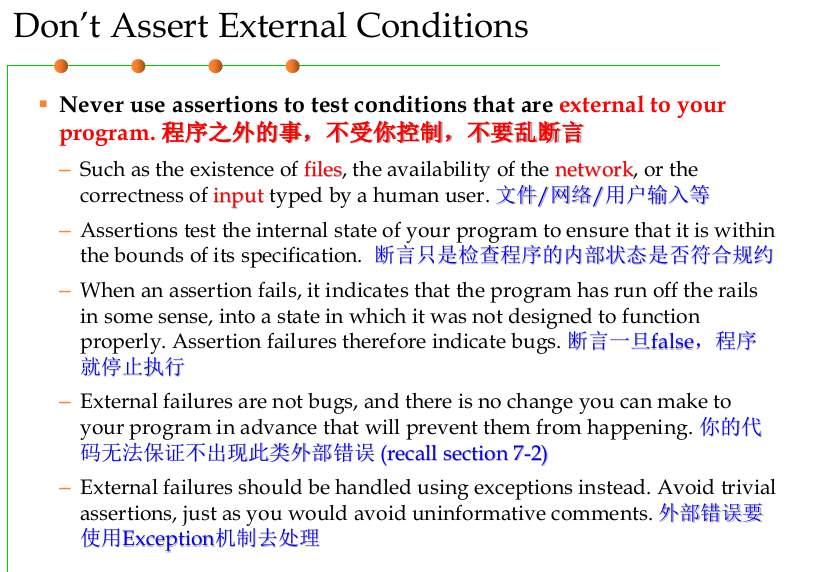 Don’t Assert External Conditions
▪ Never use assertions to test conditions that are external to your
program. 程序之外的事，不受你控制，不要乱断言
– Such as the existence of files, the availability of the network, or the
correctness of input typed by a human user. 文件/网络/用户输入等
– Assertions test the internal state of your program to ensure that it is within
the bounds of its specification. 断言只是检查程序的内部状态是否符合规约
– When an assertion fails, it indicates that the program has run off the rails
in some sense, into a state in which it was not designed to function
properly. Assertion failures therefore indicate bugs. 断言一旦false，程序
就停止执行
– External failures are not bugs, and there is no change you can make to
your program in advance that will prevent them from happening. 你的代
码无法保证不出现此类外部错误 (recall section 7-2)
– External failures should be handled using exceptions instead. Avoid trivial
assertions, just as you would avoid uninformative comments. 外部错误要
使用Exception机制去处理